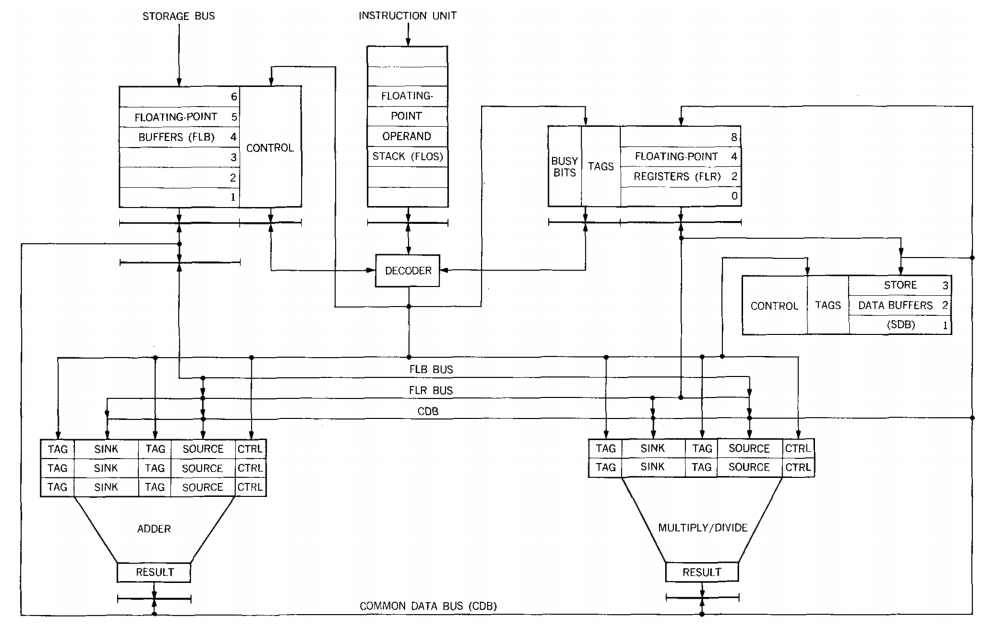 STORAGE BUS
INSTRUCTION UNIT
6
FLOATING-POINT 5
BUFFERS (FLB) 4
3
2
1
CONTROL
FLOATING-
POINT
OPERAND
STACK (FLOS)
BUSY
BITS
TAGS
8
FLOATING-POINT 4
REGISTERS (FLR) 2
0
DECODER
CONTROL
TAGS
STORE 3
DATA BUFFERS 2
(SDB) 1
FLB BUS
FLR BUS
CDB
TAG SINK TAG SOURCE CTRL
TAG SINK TAG SOURCE CTRL
TAG SINK TAG SOURCE CTRL
ADDER
RESULT
TAG SINK TAG SOURCE CTRL
TAG SINK TAG SOURCE CTRL
MULTIPLY/DIVIDE
RESULT
COMMON DATA BUS (CDB)